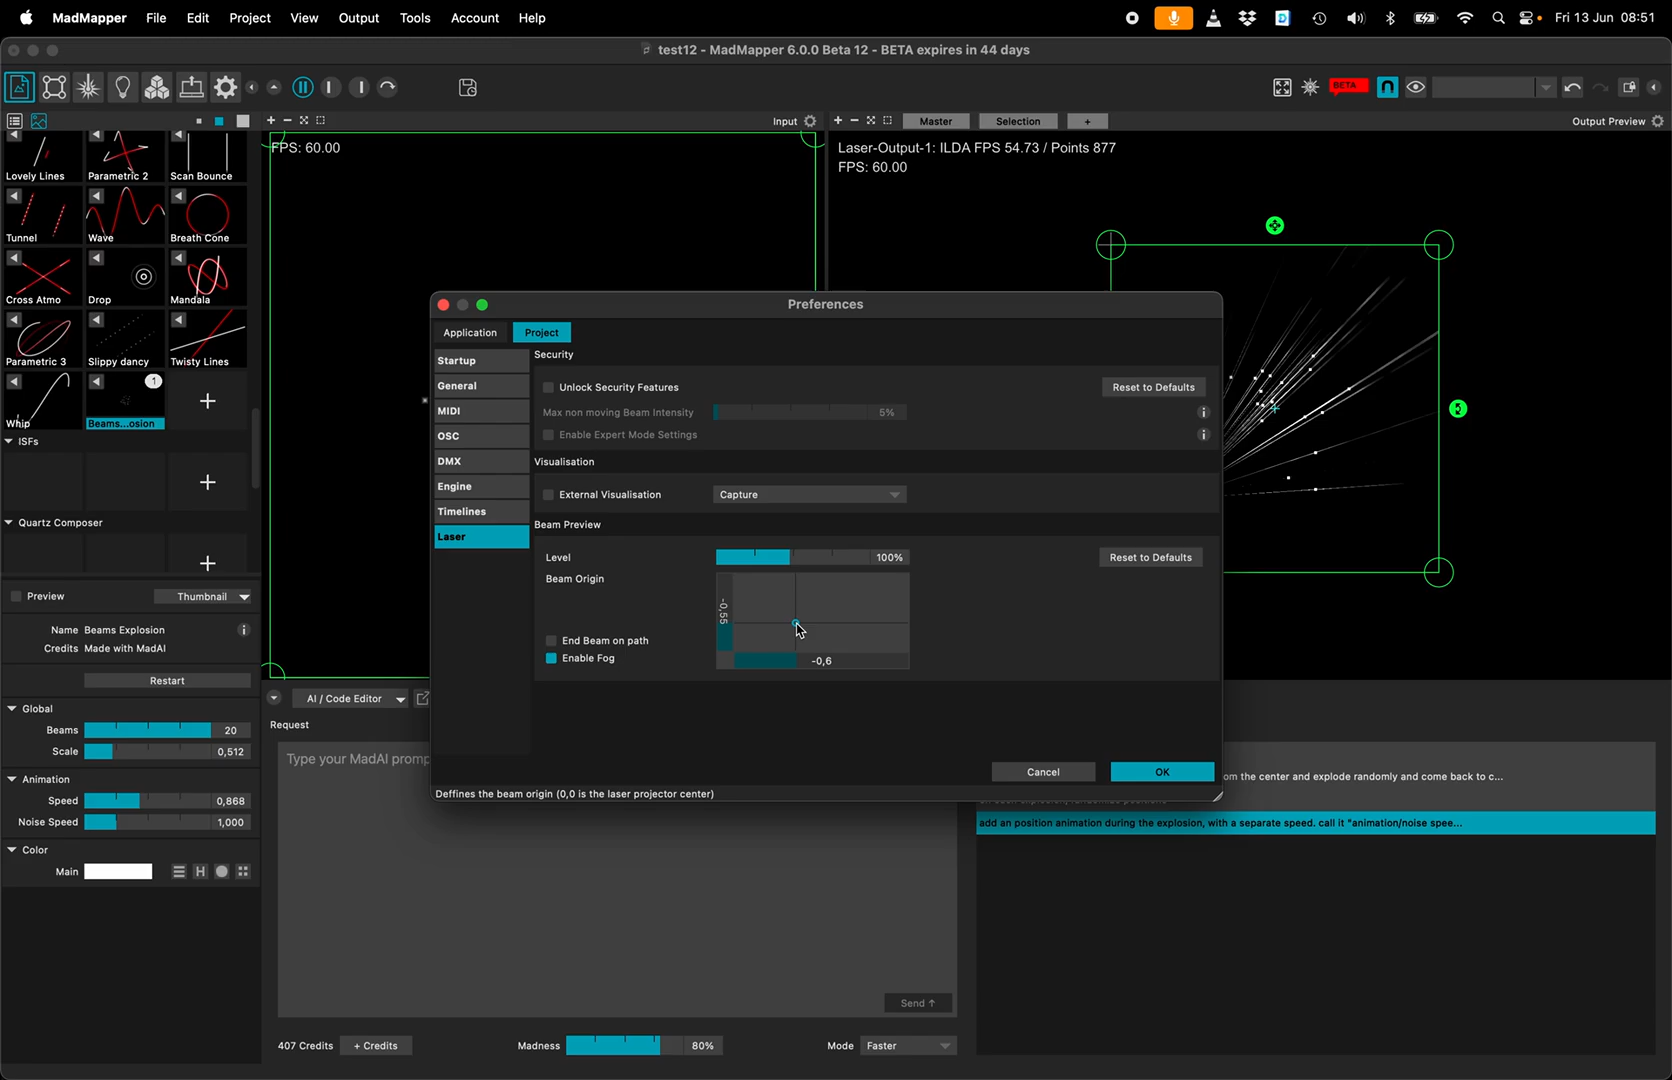 MadMapper File Edit Project View Output Tools Account Help
Fri 13 Jun 08:51
test12 - MadMapper 6.0.0 Beta 12 - BETA expires in 44 days
BETA
Input
Master Selection +
Output Preview
FPS: 60.00
Laser-Output-1: ILDA FPS 54.73 / Points 877
FPS: 60.00
Lovely Lines
Parametric 2
Scan Bounce
Tunnel
Wave
Breath Cone
Cross Atmo
Drop
Mandala
Parametric 3
Slippy dancy
Twisty Lines
1
Whip
Beams...osion
ISFs
Quartz Composer
Preview
Thumbnail
Name Beams Explosion
Credits Made with MadAI
Restart
Global
Beams 20
Scale 0,512
Animation
Speed 0,868
Noise Speed 1,000
Color
Main
H
Preferences
Application Project
Startup
General
MIDI
OSC
DMX
Engine
Timelines
Laser
Security
Unlock Security Features
Reset to Defaults
Max non moving Beam Intensity 5%
Enable Expert Mode Settings
Visualisation
External Visualisation Capture
Beam Preview
Level 100%
Reset to Defaults
Beam Origin
-0,55
End Beam on path
Enable Fog
-0,6
Cancel OK
Deffines the beam origin (0,0 is the laser projector center)
AI / Code Editor
Request
Type your MadAI promp
om the center and explode randomly and come back to c...
add an position animation during the explosion, with a separate speed. call it "animation/noise spee...
Send ↑
407 Credits + Credits
Madness 80%
Mode Faster